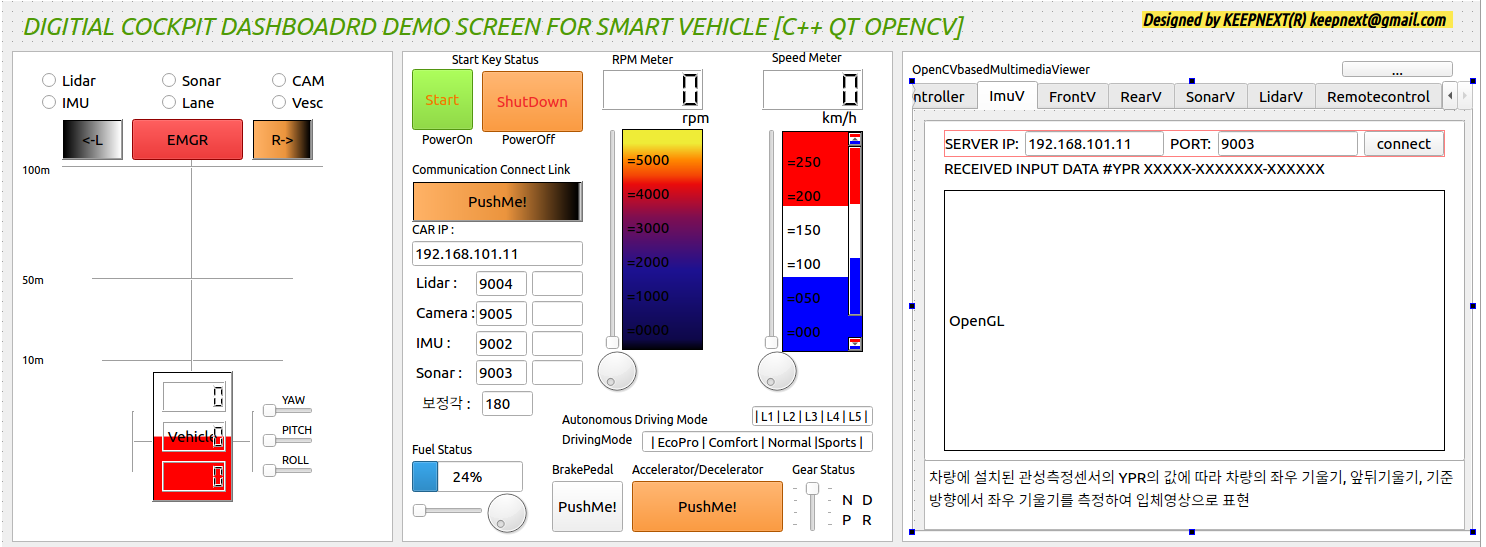 DIGITIAL COCKPIT DASHBOADRD DEMO SCREEN FOR SMART VEHICLE [C++ QT OPENCV]
Designed by KEEPNEXT(R) keepnext@gmail.com
Lidar Sonar CAM
IMU Lane Vesc
<-L EMGR R->
100m
50m
10m
0
Vehicle 0
0
YAW
PITCH
ROLL
Start Key Status
Start ShutDown
PowerOn PowerOff
Communication Connect Link
PushMe!
CAR IP :
192.168.101.11
Lidar : 9004
Camera : 9005
IMU : 9002
Sonar : 9003
보정각 : 180
Fuel Status
24%
RPM Meter
0
rpm
=5000
=4000
=3000
=2000
=1000
=0000
Speed Meter
0
km/h
=250
=200
=150
=100
=050
=000
Autonomous Driving Mode | L1 | L2 | L3 | L4 | L5 |
DrivingMode | EcoPro | Comfort | Normal |Sports |
BrakePedal Accelerator/Decelerator Gear Status
PushMe! PushMe!
N D
P R
OpenCVbasedMultimediaViewer ...
ntroller ImuV FrontV RearV SonarV LidarV Remotecontrol
SERVER IP: 192.168.101.11 PORT: 9003 connect
RECEIVED INPUT DATA #YPR XXXXX-XXXXXXX-XXXXXX
OpenGL
차량에 설치된 관성측정센서의 YPR의 값에 따라 차량의 좌우 기울기, 앞뒤기울기, 기준
방향에서 좌우 기울기를 측정하여 입체영상으로 표현